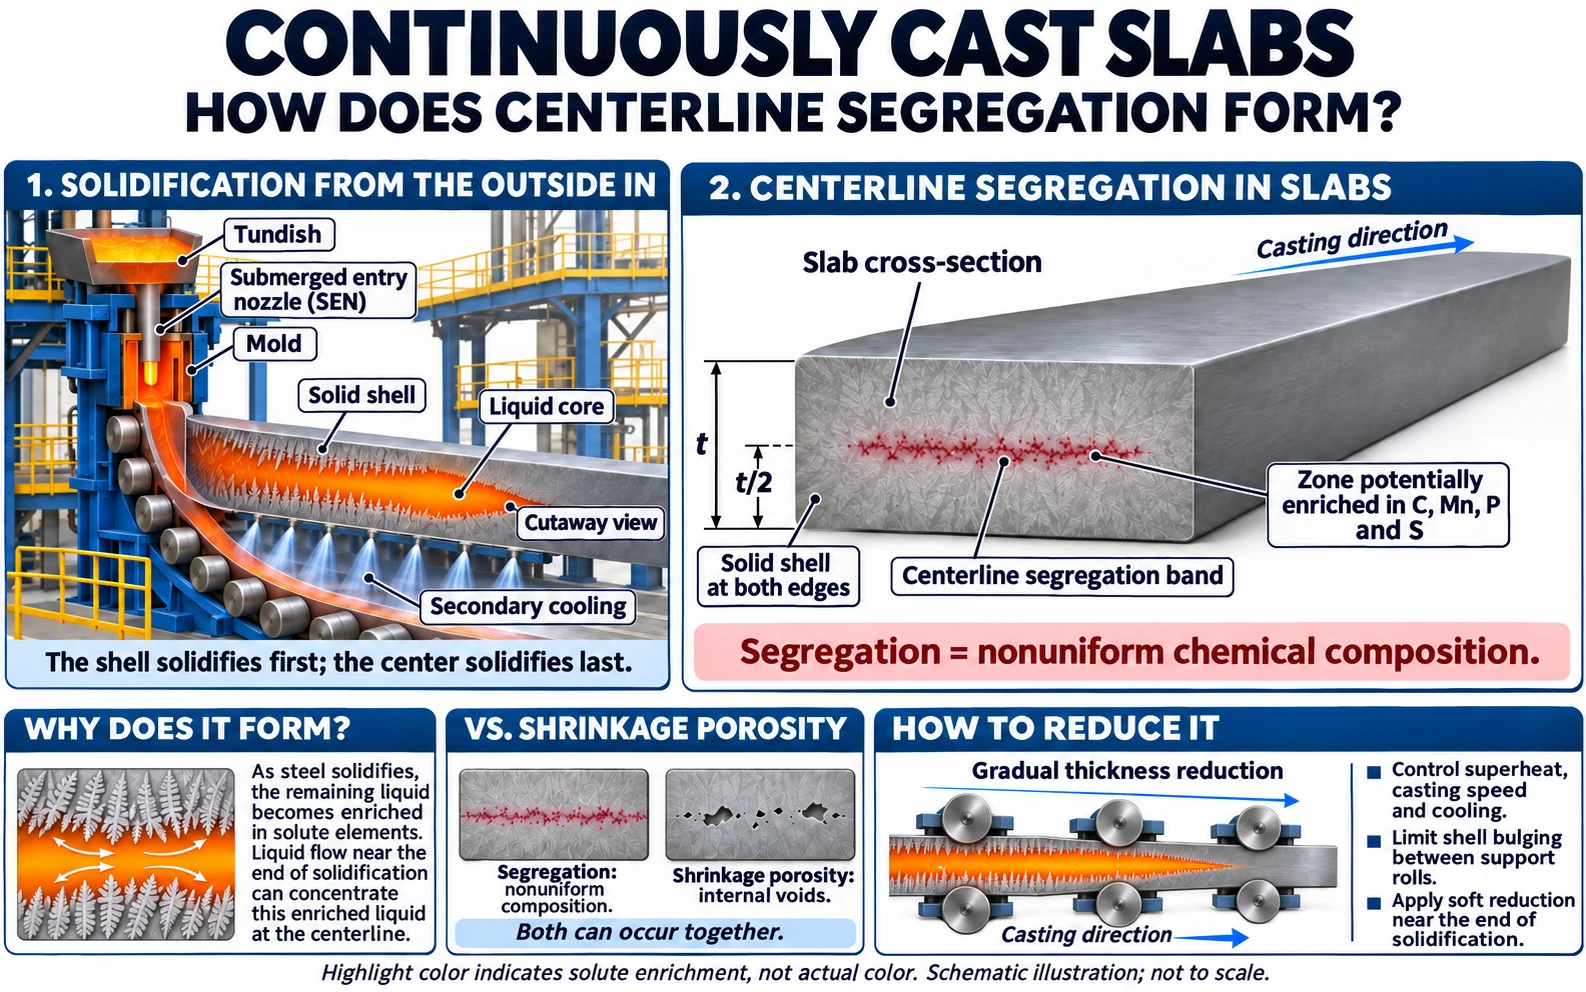 CONTINUOUSLY CAST SLABS
HOW DOES CENTERLINE SEGREGATION FORM?
1. SOLIDIFICATION FROM THE OUTSIDE IN
Tundish
Submerged entry
nozzle (SEN)
Mold
Solid shell
Liquid core
Cutaway view
Secondary cooling
The shell solidifies first; the center solidifies last.
2. CENTERLINE SEGREGATION IN SLABS
Casting direction
Slab cross-section
t
t/2
Zone potentially
enriched in C, Mn, P
and S
Solid shell
at both edges
Centerline segregation band
Segregation = nonuniform chemical composition.
WHY DOES IT FORM?
As steel solidifies,
the remaining liquid
becomes enriched
in solute elements.
Liquid flow near the
end of solidification
can concentrate
this enriched liquid
at the centerline.
VS. SHRINKAGE POROSITY
Segregation:
nonuniform
composition.
Shrinkage porosity:
internal voids.
Both can occur together.
HOW TO REDUCE IT
Gradual thickness reduction
Casting direction
Control superheat,
casting speed
and cooling.
Limit shell bulging
between support
rolls.
Apply soft reduction
near the end of
solidification.
Highlight color indicates solute enrichment, not actual color. Schematic illustration; not to scale.